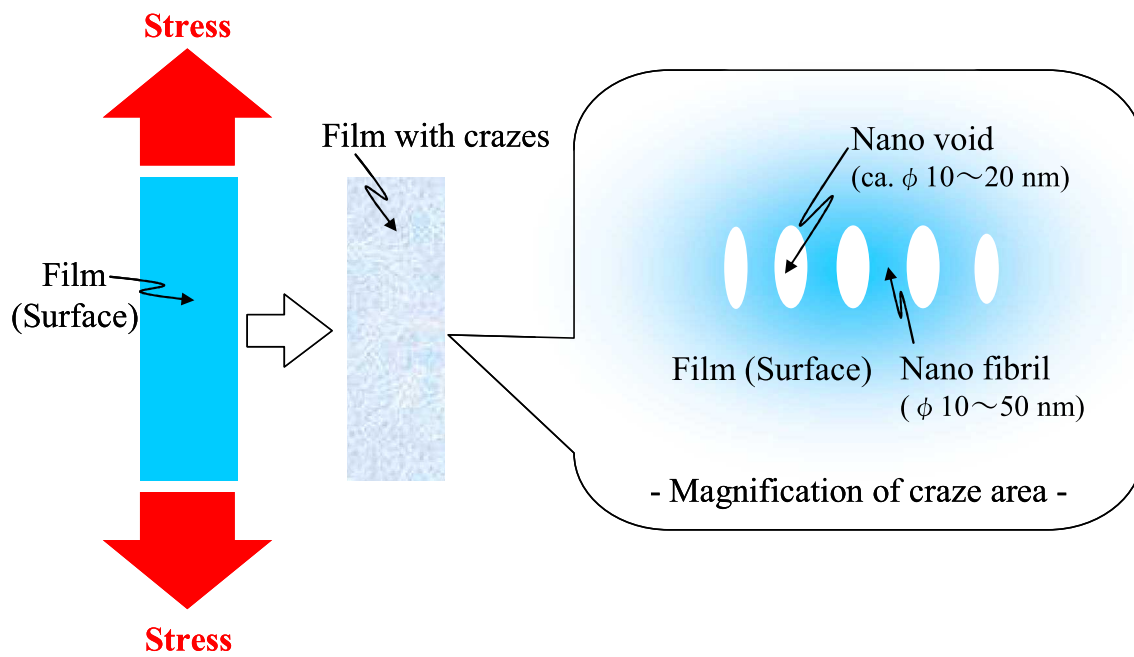 Stress
Film with crazes
Nano void
(ca. ϕ 10～20 nm)
Film
(Surface)
Film (Surface)
Nano fibril
( ϕ 10～50 nm)
- Magnification of craze area -
Stress